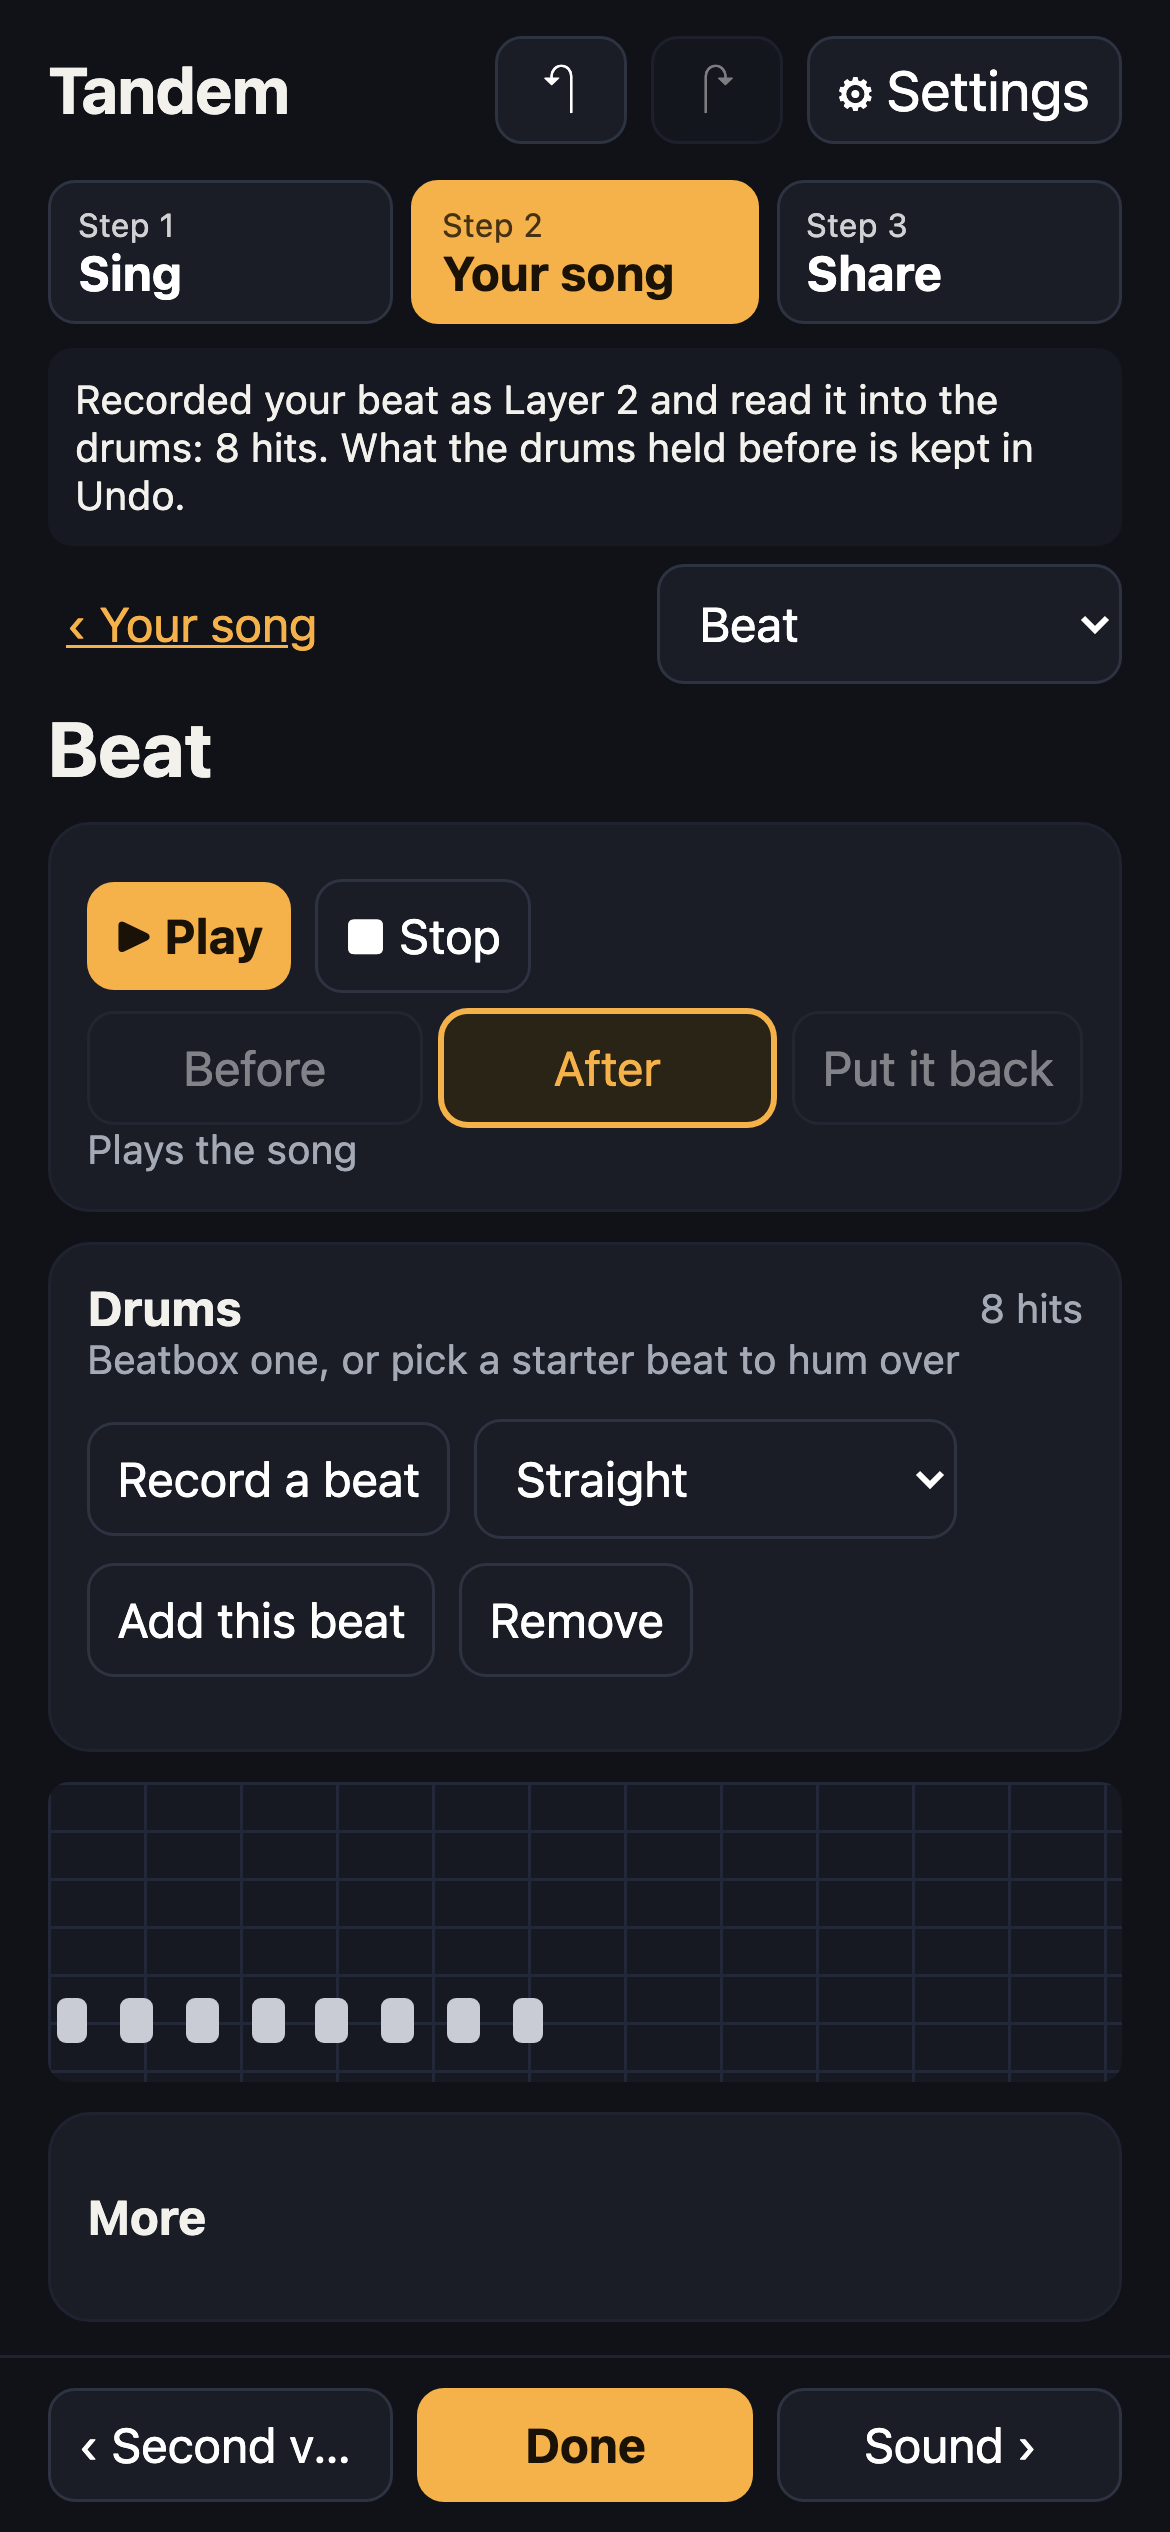 Tandem
⚙ Settings
Step 1
Sing
Step 2
Your song
Step 3
Share
Recorded your beat as Layer 2 and read it into the
drums: 8 hits. What the drums held before is kept in
Undo.
‹ Your song
Beat
Beat
▶ Play
■ Stop
Before
After
Put it back
Plays the song
Drums
8 hits
Beatbox one, or pick a starter beat to hum over
Record a beat
Straight
Add this beat
Remove
More
‹ Second v...
Done
Sound ›